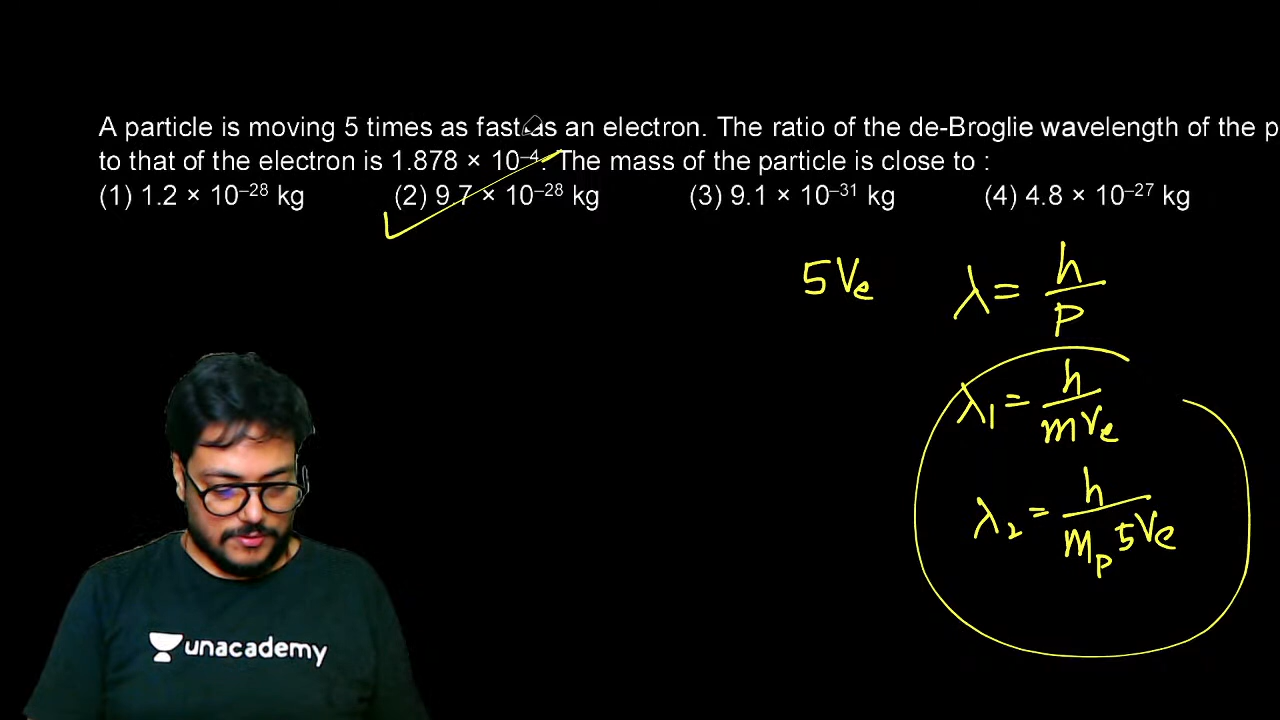 A particle is moving 5 times as fast as an electron. The ratio of the de-Broglie wavelength of the p
to that of the electron is 1.878 × 10⁻⁴. The mass of the particle is close to :
(1) 1.2 × 10⁻²⁸ kg (2) 9.7 × 10⁻²⁸ kg (3) 9.1 × 10⁻³¹ kg (4) 4.8 × 10⁻²⁷ kg
5Ve λ = h/P
λ₁ = h/mVe
λ₂ = h/mp5Ve
unacademy